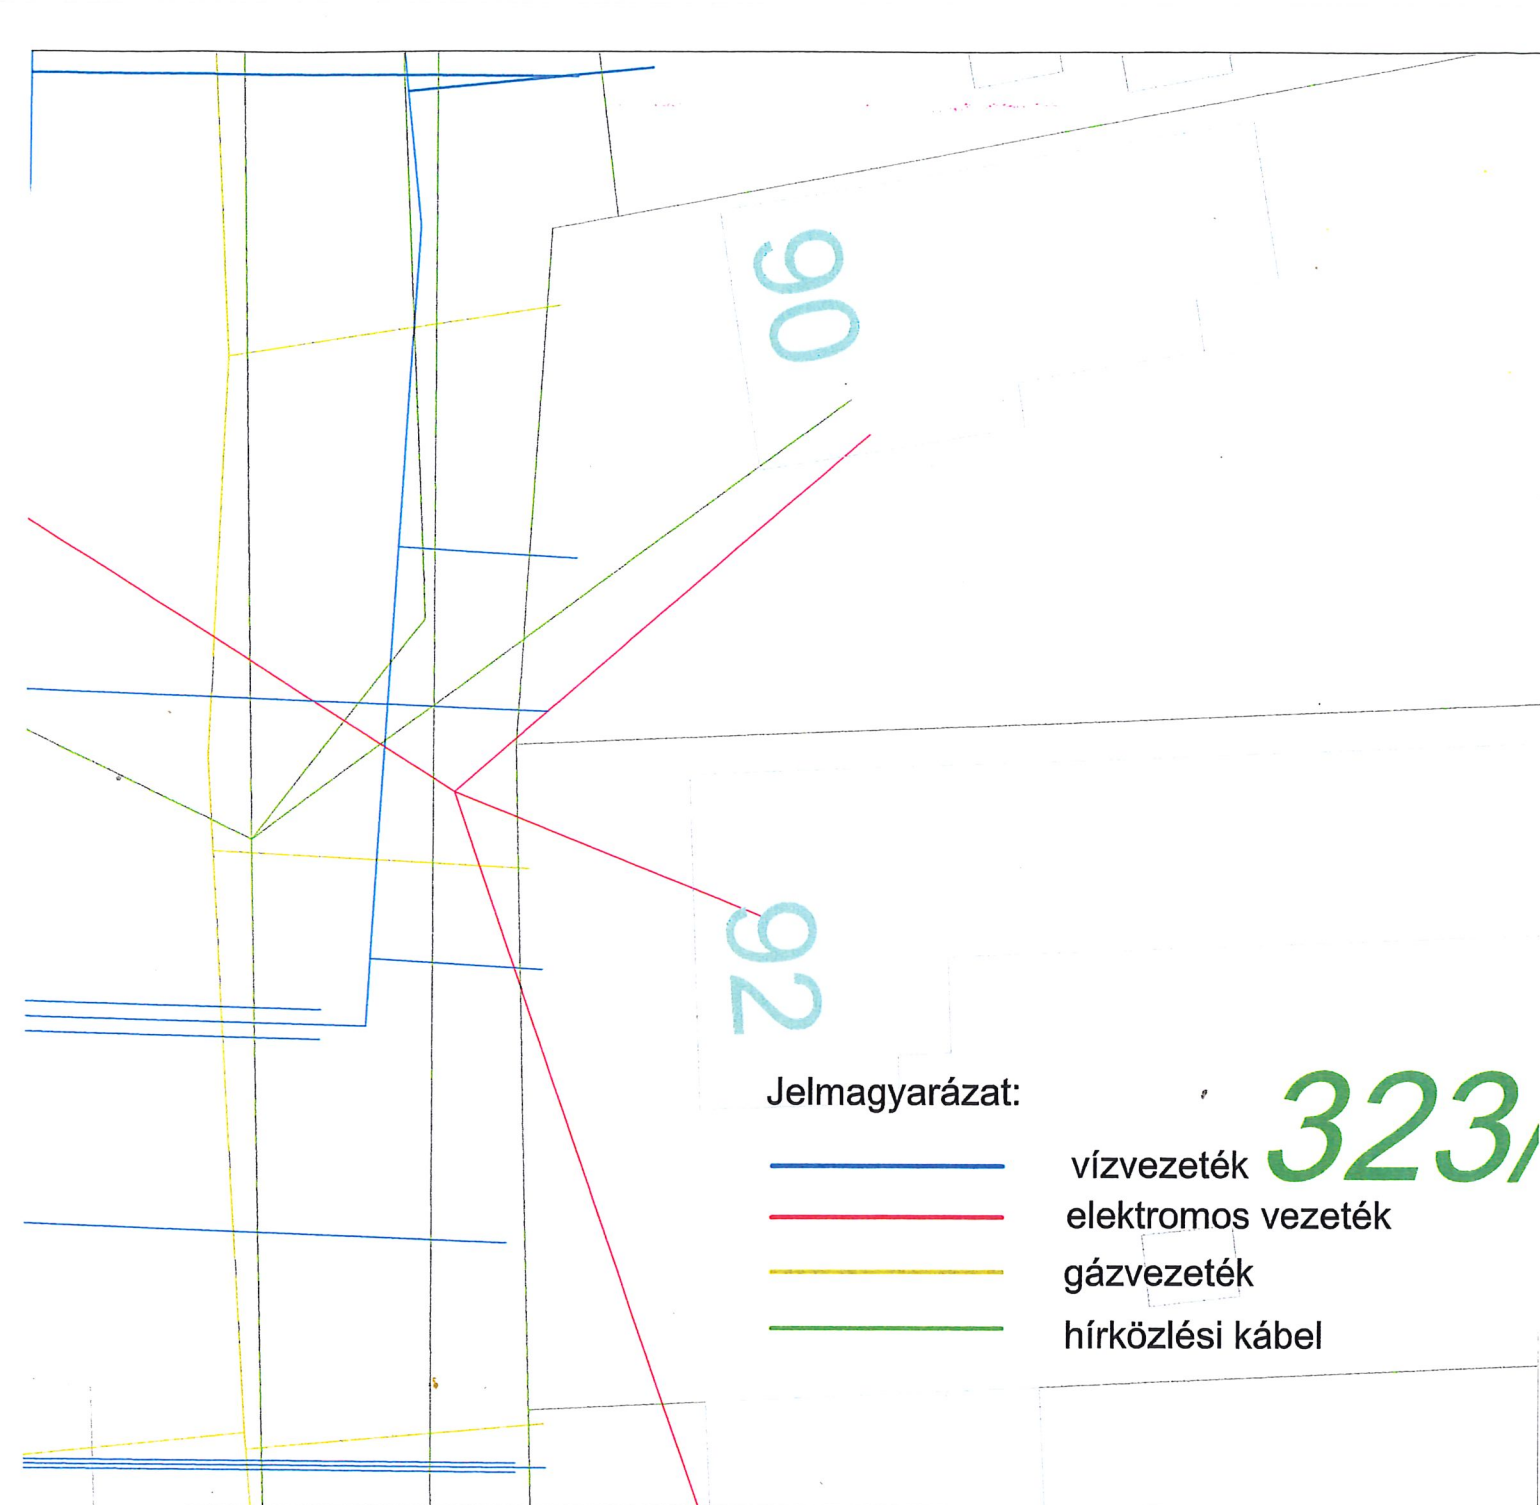 90
92
Jelmagyarázat:
323/
vízvezeték
elektromos vezeték
gázvezeték
hírközlési kábel